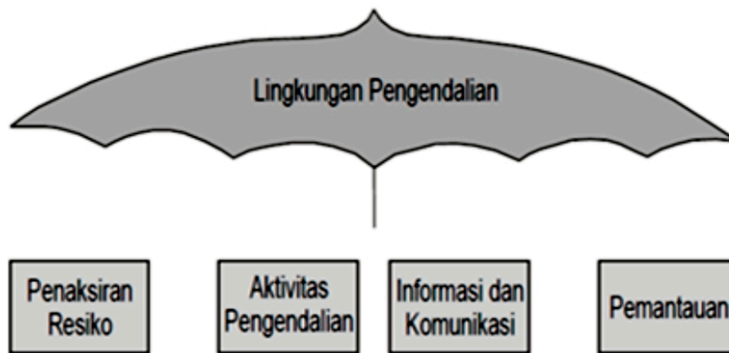 Lingkungan Pengendalian
Penaksiran
Resiko
Aktivitas
Pengendalian
Informasi dan
Komunikasi
Pemantauan